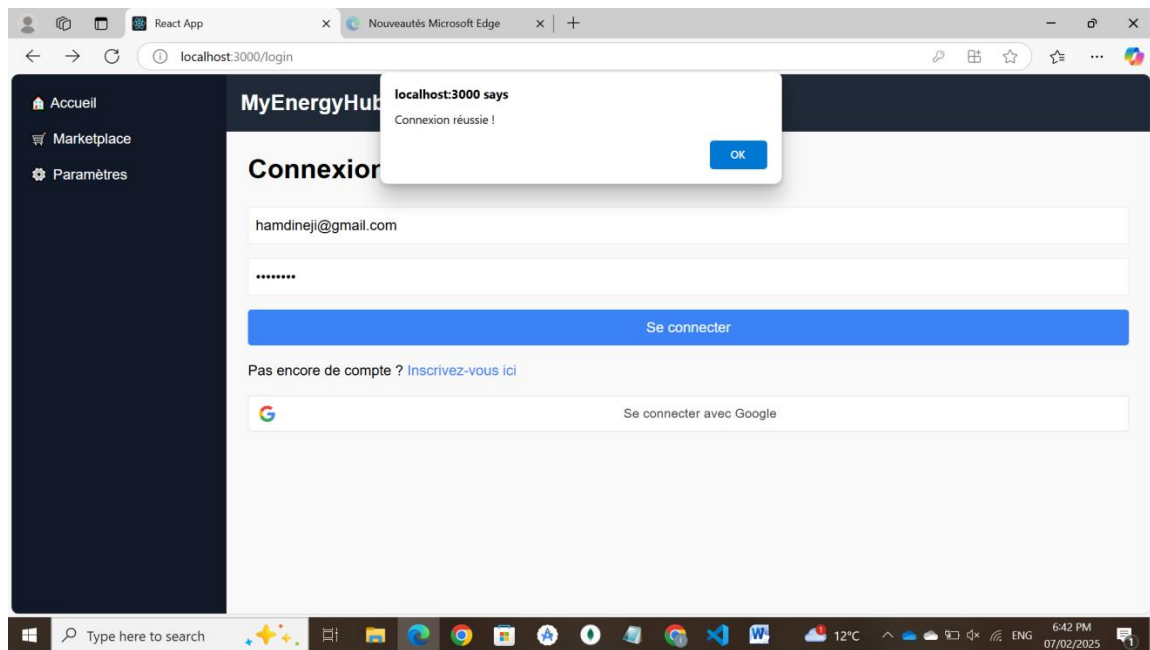 React App
Nouveautés Microsoft Edge
localhost:3000/login
Accueil
Marketplace
Paramètres
MyEnergyHub
localhost:3000 says
Connexion réussie !
OK
Connexion
hamdineji@gmail.com
••••••••
Se connecter
Pas encore de compte ? Inscrivez-vous ici
G
Se connecter avec Google
Type here to search
W
1
12°C
ENG
6:42 PM
07/02/2025
1